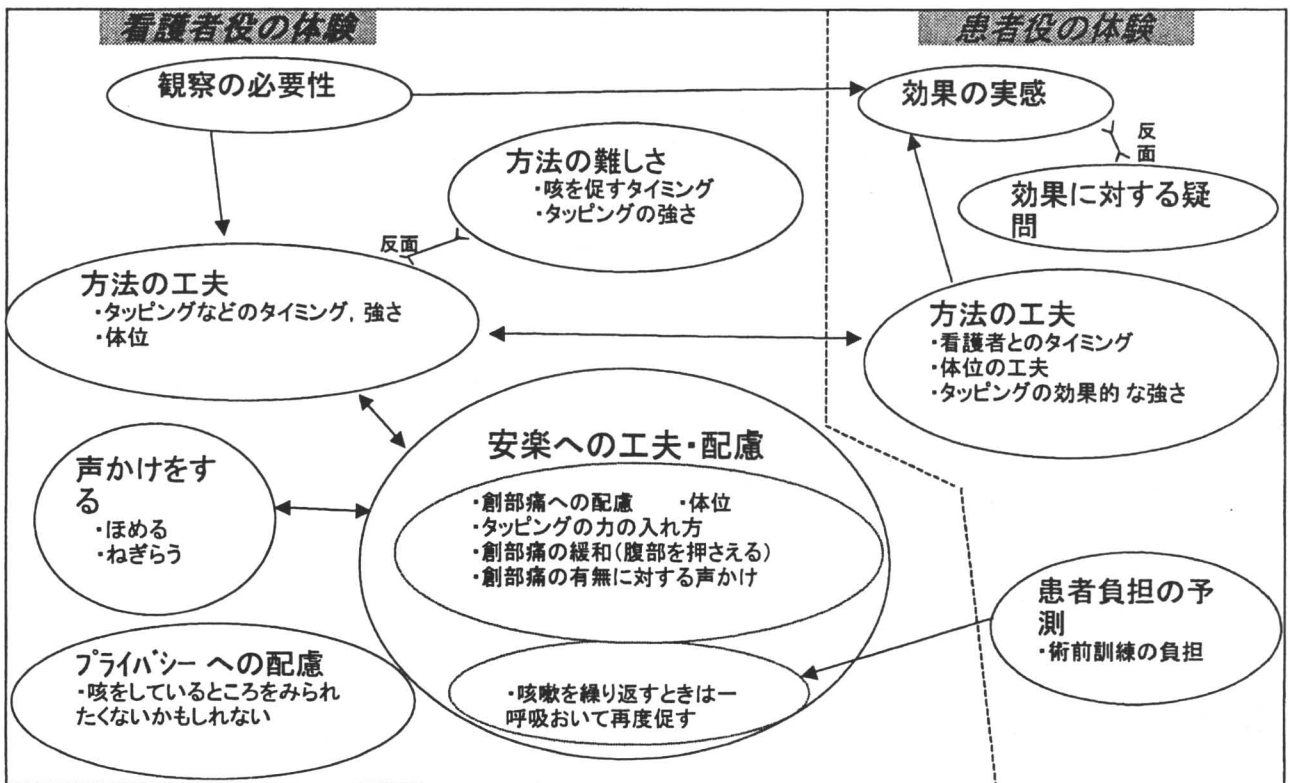 看護者役の体験
患者役の体験
観察の必要性
効果の実感
反
面
方法の難しさ
・咳を促すタイミング
・タッピングの強さ
効果に対する疑
問
反面
方法の工夫
・タッピングなどのタイミング, 強さ
・体位
方法の工夫
・看護者とのタイミング
・体位の工夫
・タッピングの効果的な強さ
安楽への工夫・配慮
・創部痛への配慮　・体位
・タッピングの力の入れ方
・創部痛の緩和(腹部を押さえる)
・創部痛の有無に対する声かけ
声かけをす
る
・ほめる
・ねぎらう
患者負担の予
測
・術前訓練の負担
プライバシーへの配慮
・咳をしているところをみられ
たくないかもしれない
・咳嗽を繰り返すときは一
呼吸おいて再度促す